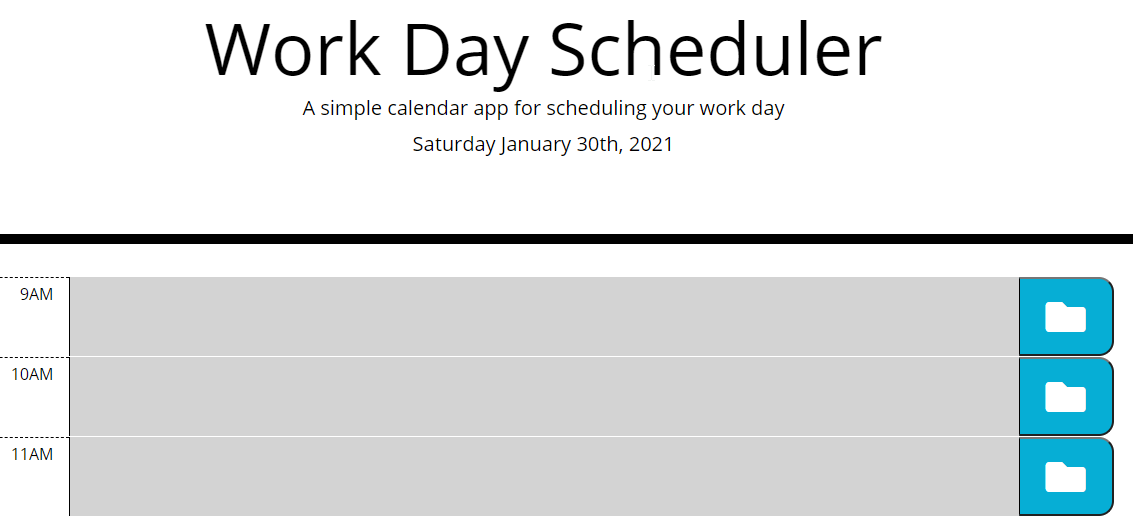 Work Day Scheduler
A simple calendar app for scheduling your work day
Saturday January 30th, 2021
9AM
10AM
11AM